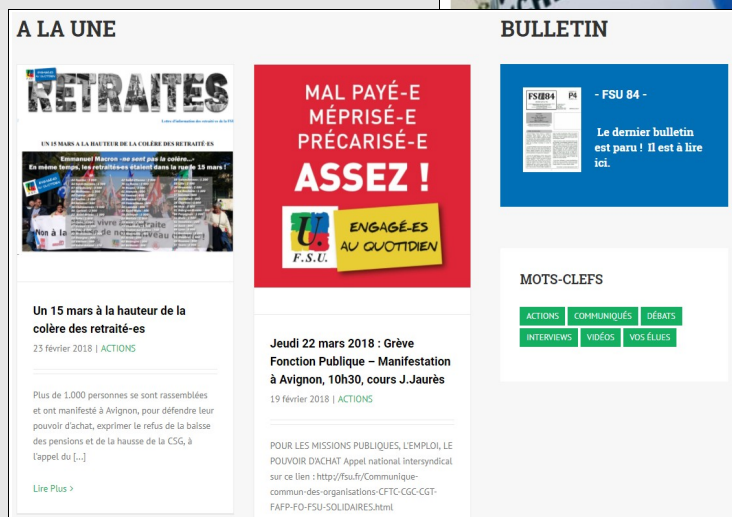 A LA UNE
RETRAITES
UN 15 MARS A LA HAUTEUR DE LA COLÈRE DES RETRAITÉ·ES
Emmanuel Macron «ne sent pas la colère...»
En même temps, les retraités·es étaient dans la rue le 15 mars !
Un 15 mars à la hauteur de la
colère des retraité-es
23 février 2018 | ACTIONS
Plus de 1.000 personnes se sont rassemblées
et ont manifesté à Avignon, pour défendre leur
pouvoir d'achat, exprimer le refus de la baisse
des pensions et de la hausse de la CSG, à
l'appel du [...]
Lire Plus >
MAL PAYÉ-E
MÉPRISÉ-E
PRÉCARISÉ-E
ASSEZ !
F.S.U.
ENGAGÉ-ES
AU QUOTIDIEN
Jeudi 22 mars 2018 : Grève
Fonction Publique – Manifestation
à Avignon, 10h30, cours J.Jaurès
19 février 2018 | ACTIONS
POUR LES MISSIONS PUBLIQUES, L'EMPLOI, LE
POUVOIR D'ACHAT Appel national intersyndical
sur ce lien : http://fsu.fr/Communique-
commun-des-organisations-CFTC-CGC-CGT-
FAFP-FO-FSU-SOLIDAIRES.html
BULLETIN
FSU84 P4
- FSU 84 -
Le dernier bulletin
est paru ! Il est à lire
ici.
MOTS-CLEFS
ACTIONS COMMUNIQUÉS DÉBATS
INTERVIEWS VIDÉOS VOS ÉLUES